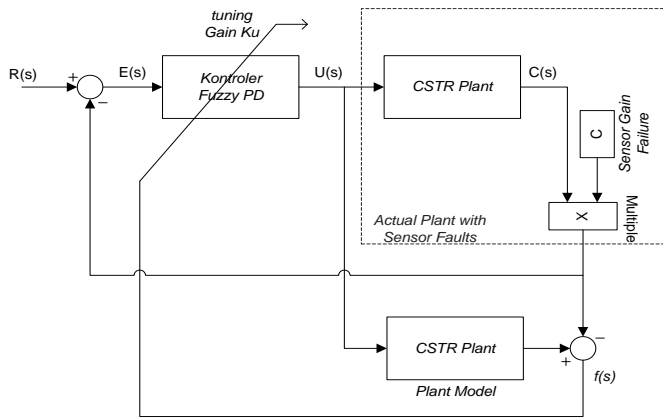 tuning
Gain Ku
R(s)
+
−
E(s)
Kontroler
Fuzzy PD
U(s)
CSTR Plant
C(s)
C
Sensor Gain
Failure
X
Multiple
Actual Plant with
Sensor Faults
CSTR Plant
Plant Model
+
−
f(s)